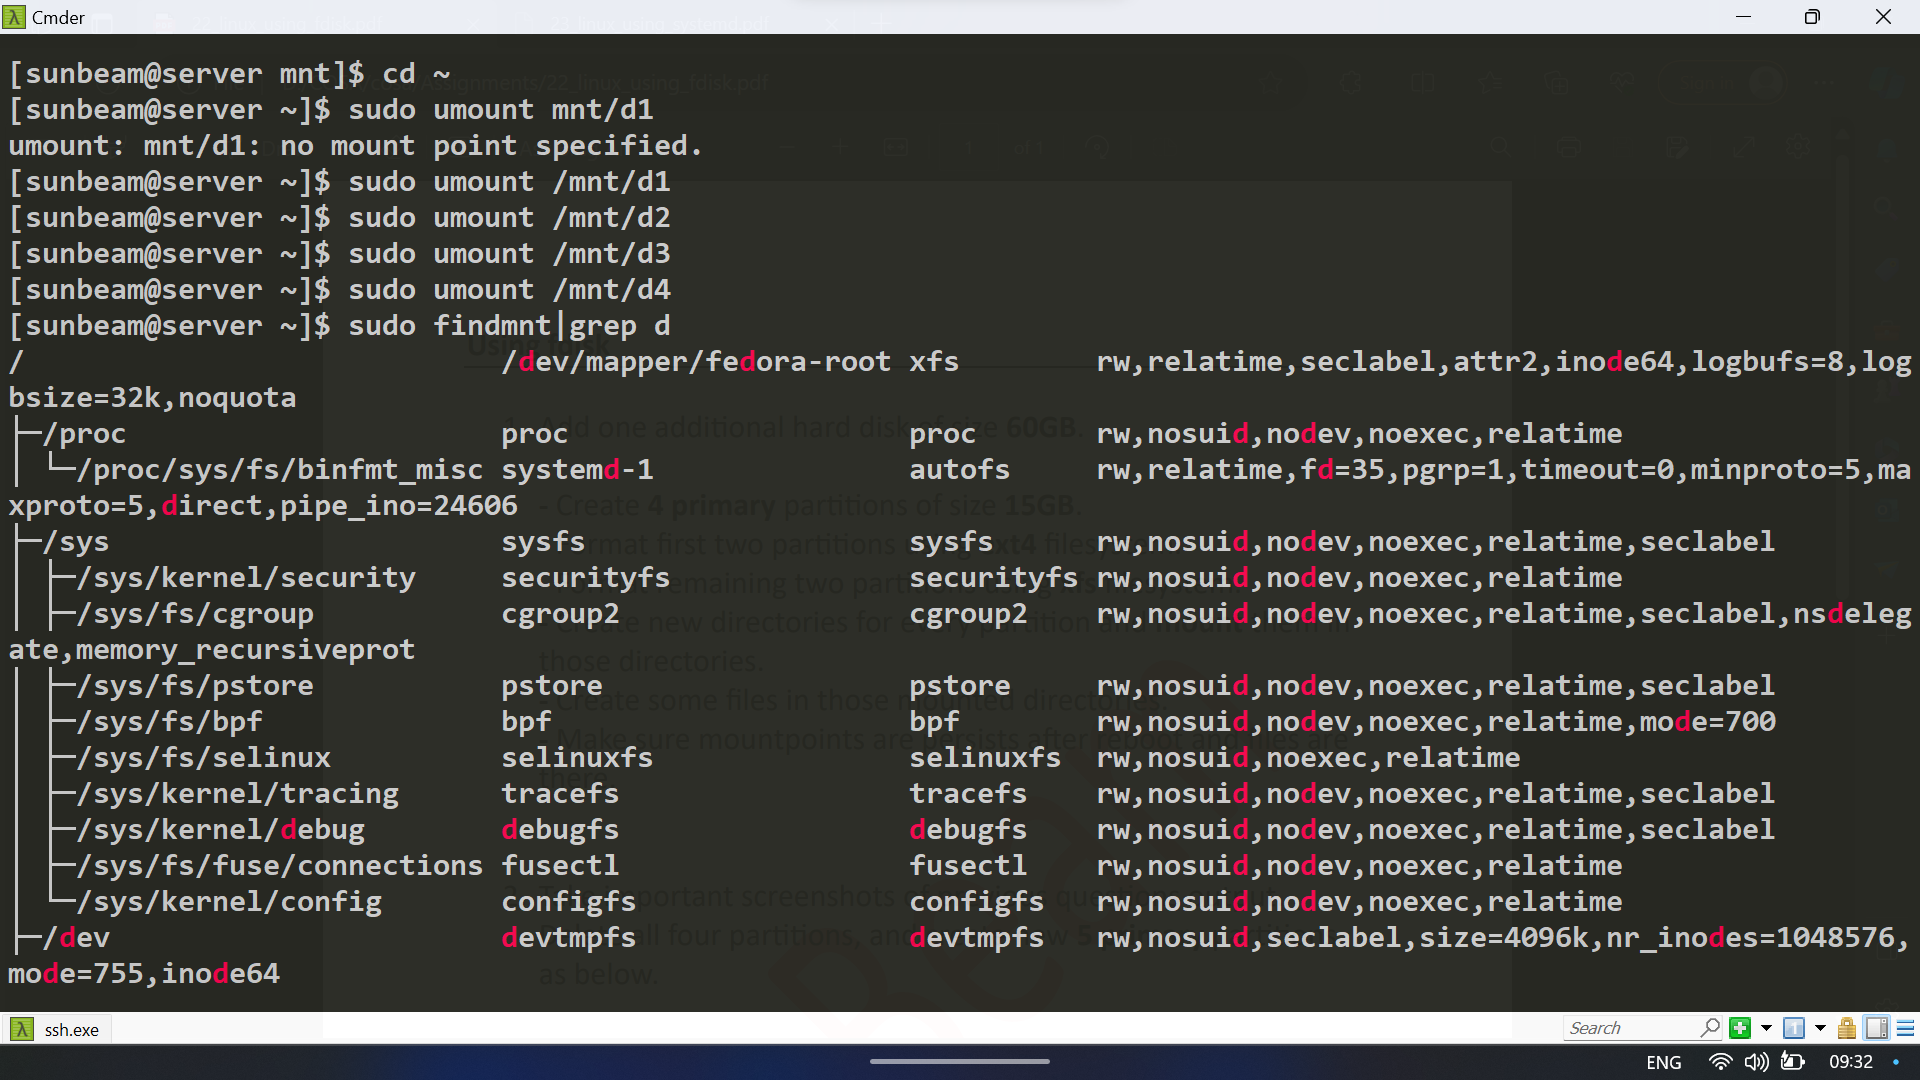 Cmder
[sunbeam@server mnt]$ cd ~
[sunbeam@server ~]$ sudo umount mnt/d1
umount: mnt/d1: no mount point specified.
[sunbeam@server ~]$ sudo umount /mnt/d1
[sunbeam@server ~]$ sudo umount /mnt/d2
[sunbeam@server ~]$ sudo umount /mnt/d3
[sunbeam@server ~]$ sudo umount /mnt/d4
[sunbeam@server ~]$ sudo findmnt|grep d
/ /dev/mapper/fedora-root xfs rw,relatime,seclabel,attr2,inode64,logbufs=8,log
bsize=32k,noquota
├─/proc proc proc rw,nosuid,nodev,noexec,relatime
│ └─/proc/sys/fs/binfmt_misc systemd-1 autofs rw,relatime,fd=35,pgrp=1,timeout=0,minproto=5,ma
xproto=5,direct,pipe_ino=24606
├─/sys sysfs sysfs rw,nosuid,nodev,noexec,relatime,seclabel
│ ├─/sys/kernel/security securityfs securityfs rw,nosuid,nodev,noexec,relatime
│ ├─/sys/fs/cgroup cgroup2 cgroup2 rw,nosuid,nodev,noexec,relatime,seclabel,nsdeleg
ate,memory_recursiveprot
│ ├─/sys/fs/pstore pstore pstore rw,nosuid,nodev,noexec,relatime,seclabel
│ ├─/sys/fs/bpf bpf bpf rw,nosuid,nodev,noexec,relatime,mode=700
│ ├─/sys/fs/selinux selinuxfs selinuxfs rw,nosuid,noexec,relatime
│ ├─/sys/kernel/tracing tracefs tracefs rw,nosuid,nodev,noexec,relatime,seclabel
│ ├─/sys/kernel/debug debugfs debugfs rw,nosuid,nodev,noexec,relatime,seclabel
│ ├─/sys/fs/fuse/connections fusectl fusectl rw,nosuid,nodev,noexec,relatime
│ └─/sys/kernel/config configfs configfs rw,nosuid,nodev,noexec,relatime
├─/dev devtmpfs devtmpfs rw,nosuid,seclabel,size=4096k,nr_inodes=1048576,
mode=755,inode64
ssh.exe
Search
ENG 09:32